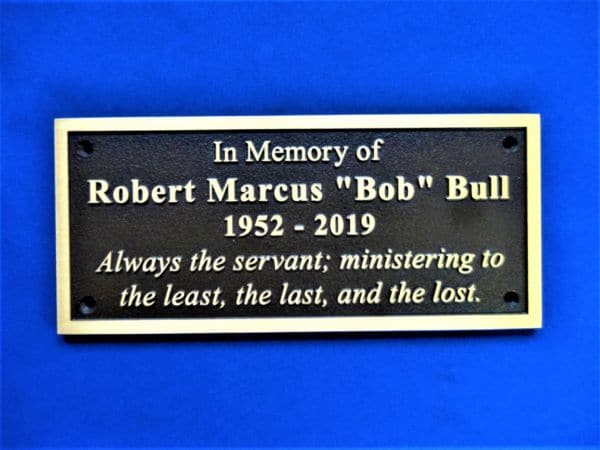 In Memory of
Robert Marcus "Bob" Bull
1952 - 2019
Always the servant; ministering to
the least, the last, and the lost.